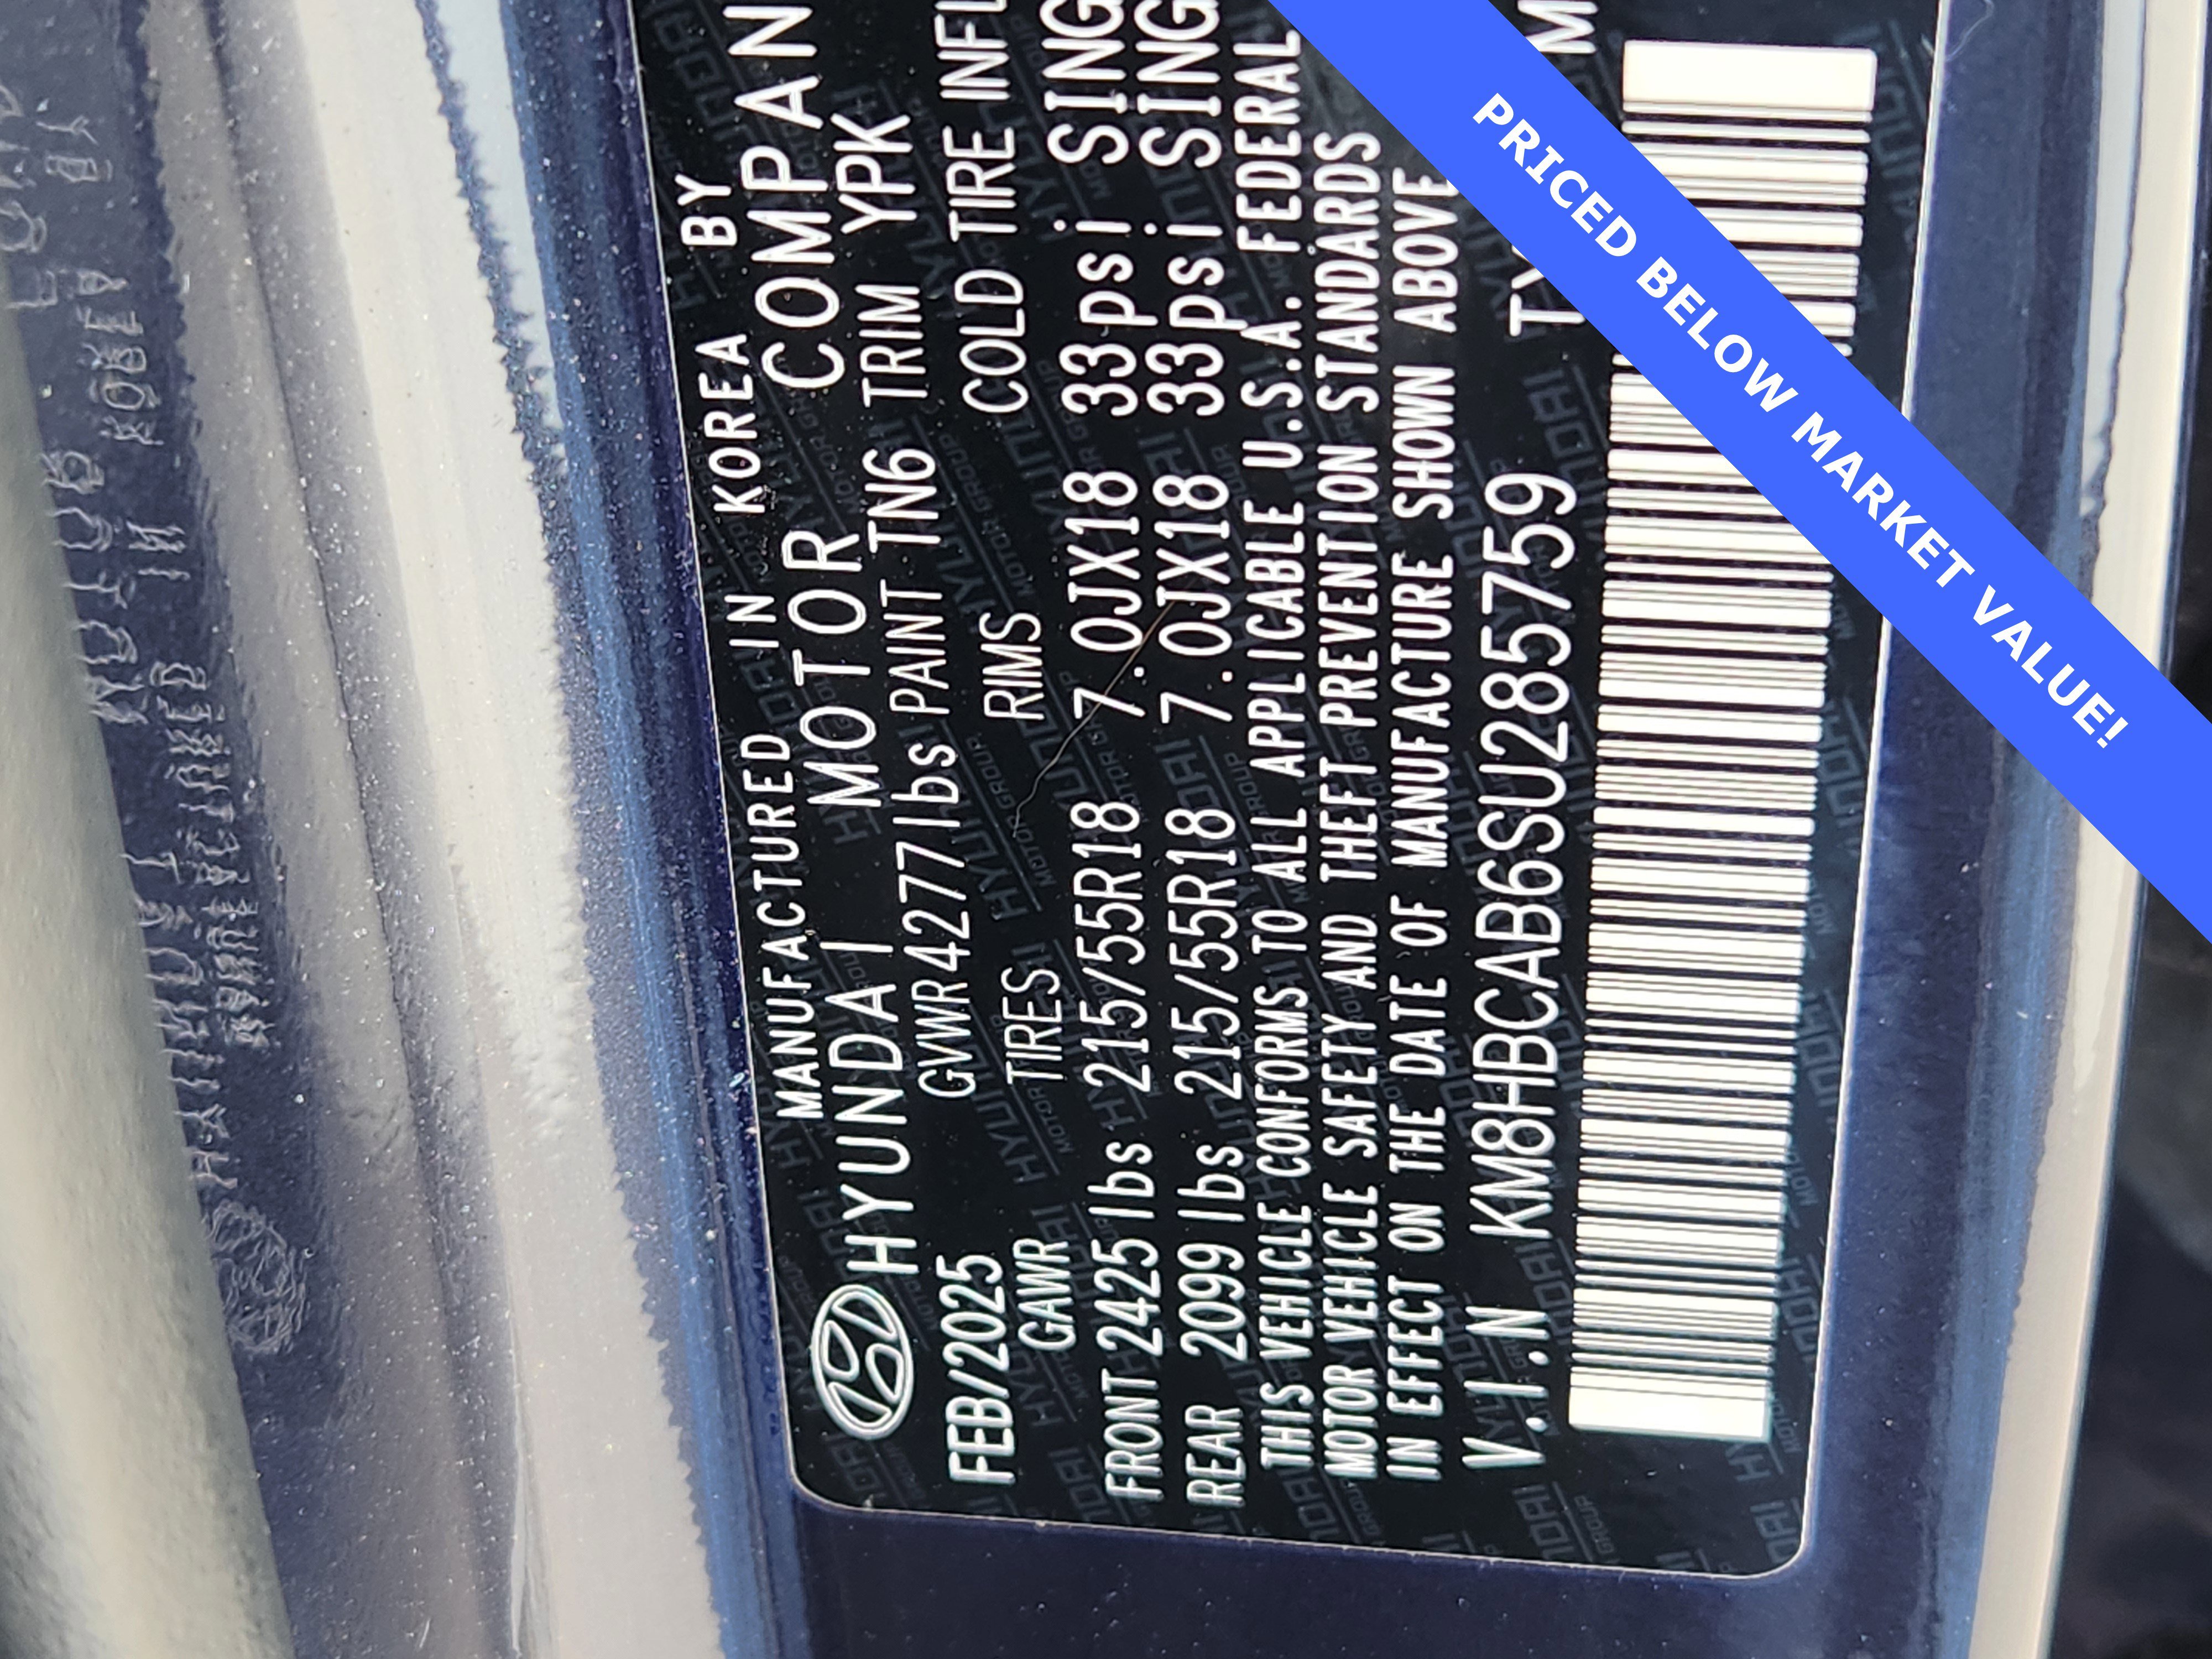 MANUFACTURED IN KOREA BY
HYUNDAI MOTOR COMPAN
FEB/2025 GVWR 4277 lbs PAINT TN6 TRIM YPK
GAWR TIRES RIMS COLD TIRE INFL
FRONT 2425 lbs 215/55R18 7.0JX18 33psi SING
REAR 2099 lbs 215/55R18 7.0JX18 33psi SING
THIS VEHICLE CONFORMS TO ALL APPLICABLE U.S.A. FEDERAL
MOTOR VEHICLE SAFETY AND THEFT PREVENTION STANDARDS
IN EFFECT ON THE DATE OF MANUFACTURE SHOWN ABOVE
V.I.N KM8HBCAB6SU285759
PRICED BELOW MARKET VALUE!